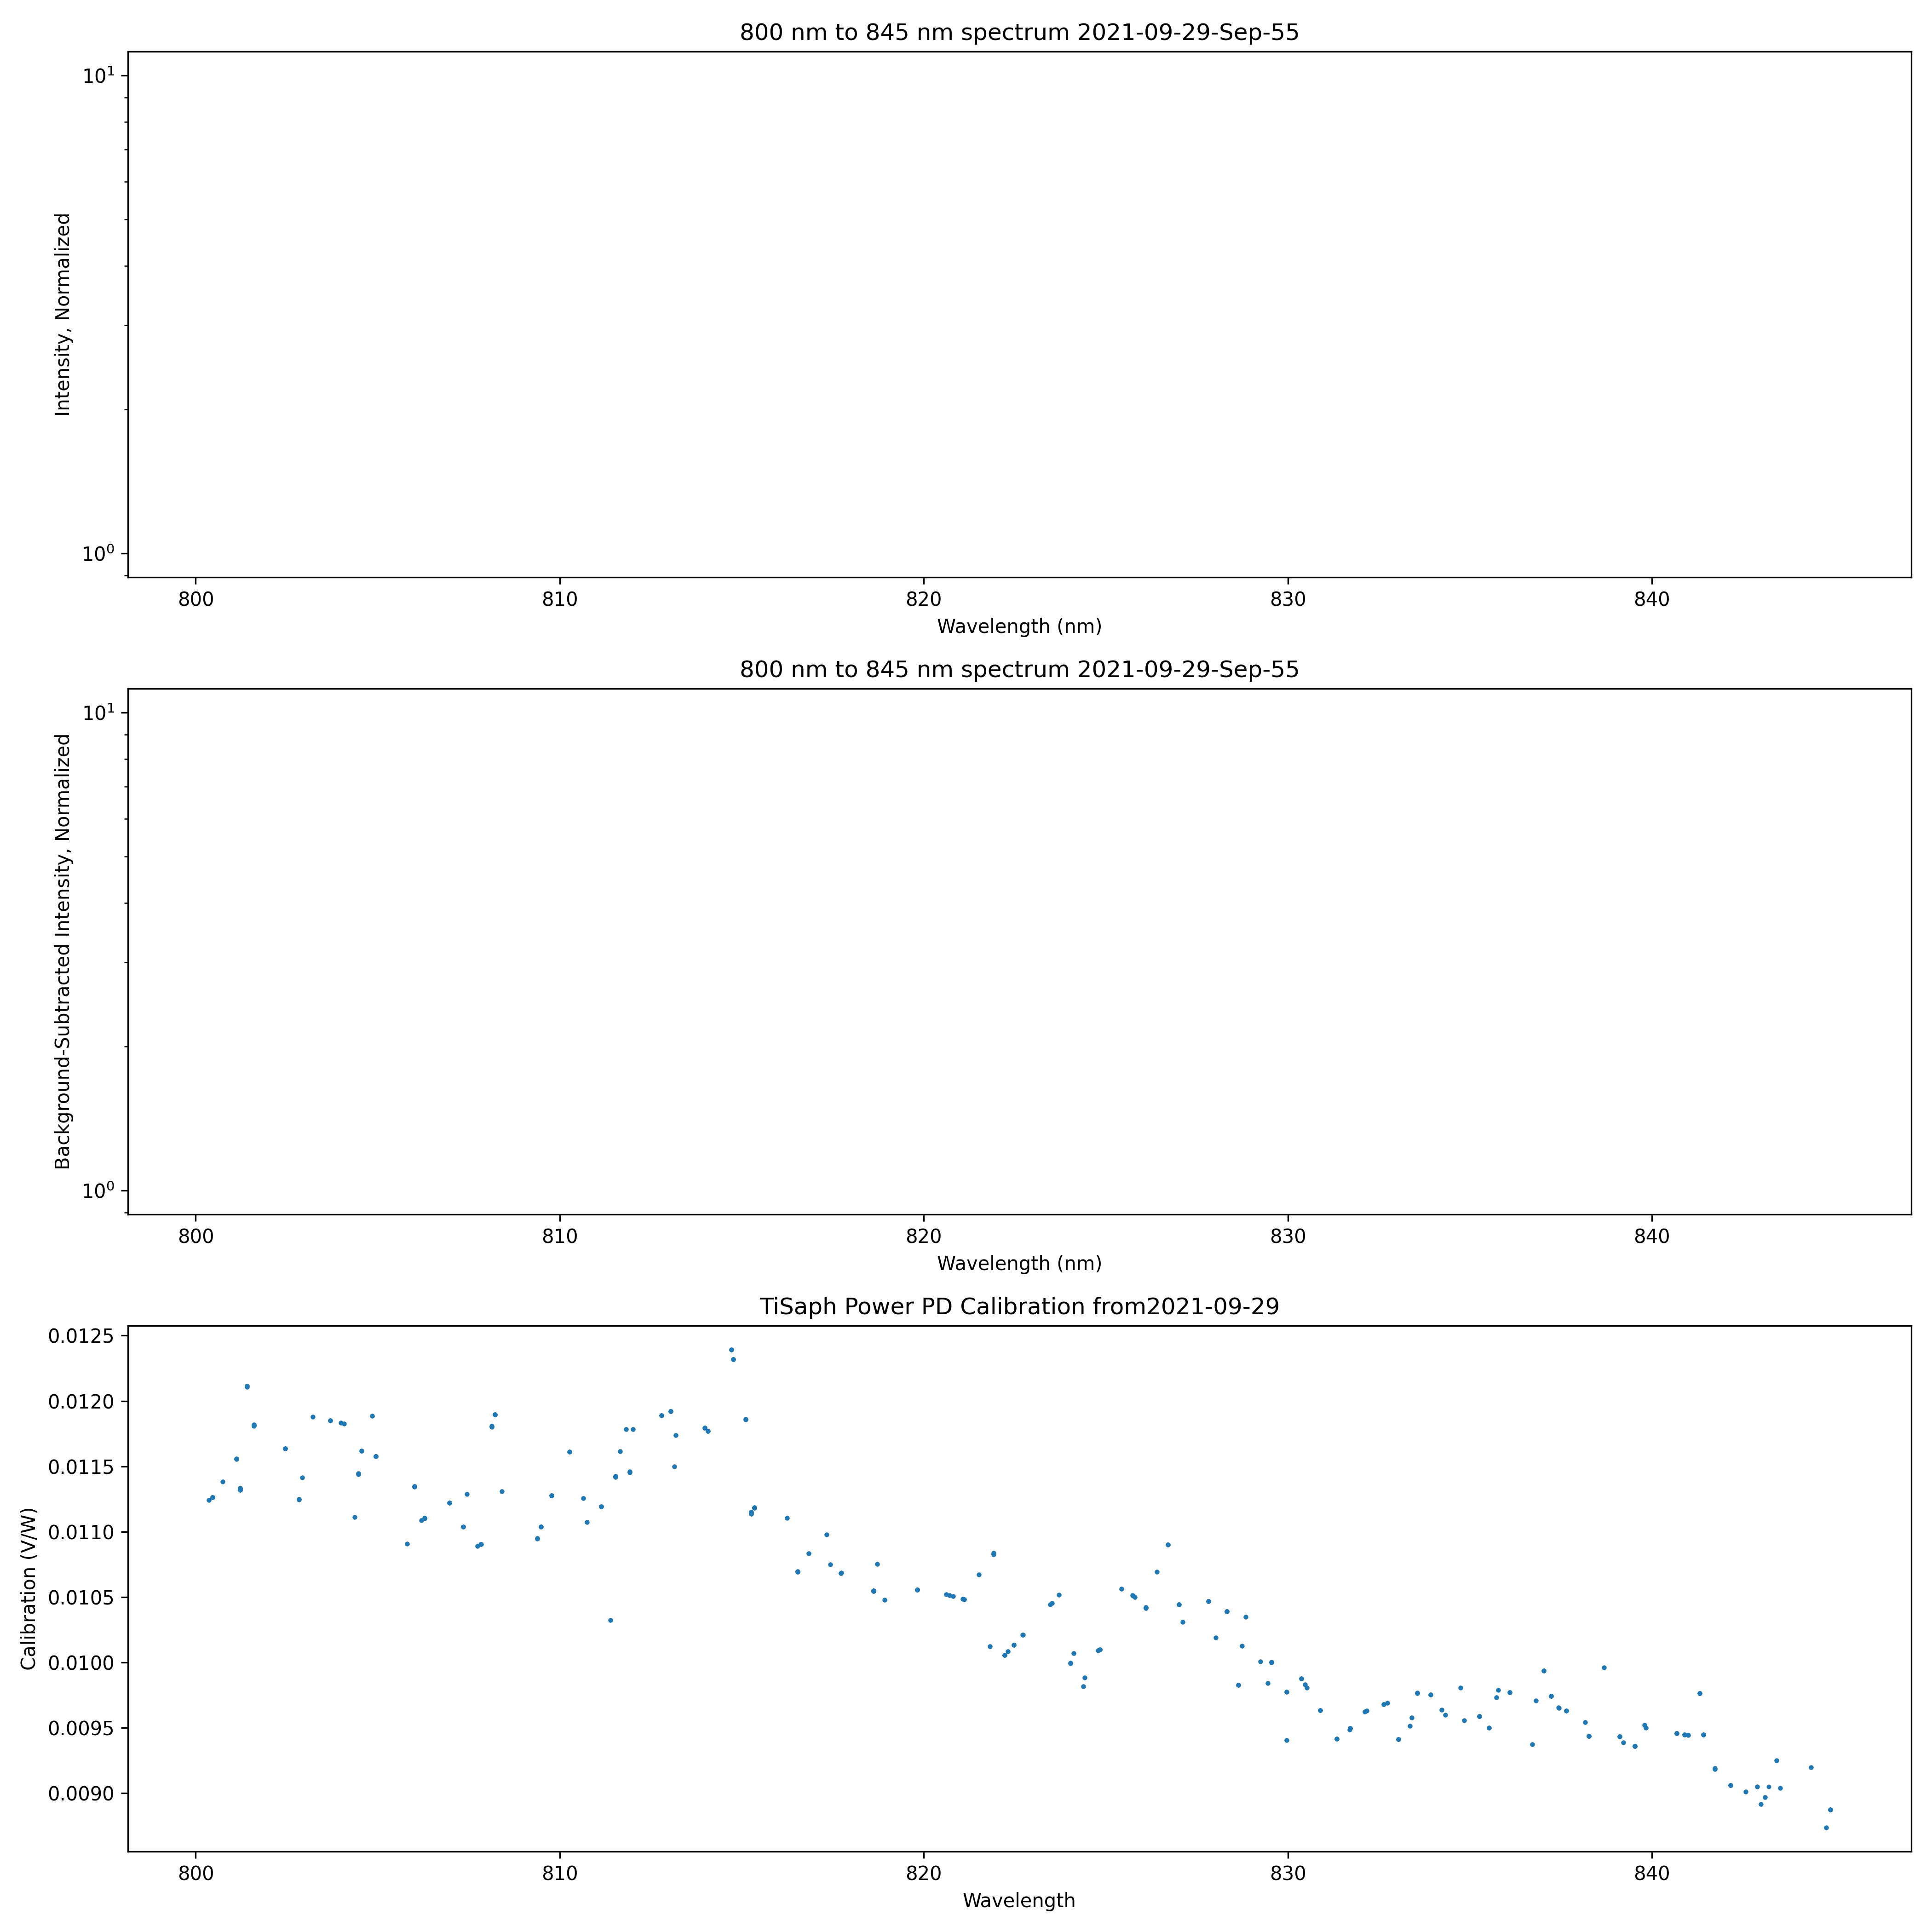 800 nm to 845 nm spectrum 2021-09-29-Sep-55
10¹
10⁰
Intensity, Normalized
800 810 820 830 840
Wavelength (nm)
800 nm to 845 nm spectrum 2021-09-29-Sep-55
10¹
10⁰
Background-Subtracted Intensity, Normalized
800 810 820 830 840
Wavelength (nm)
TiSaph Power PD Calibration from2021-09-29
0.0125
0.0120
0.0115
0.0110
0.0105
0.0100
0.0095
0.0090
Calibration (V/W)
800 810 820 830 840
Wavelength